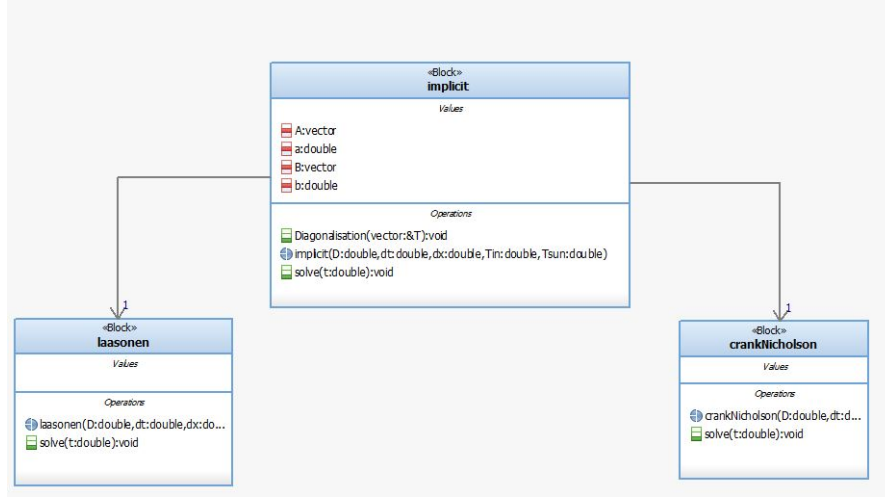 «Block»
implicit
Values
A:vector
a:double
B:vector
b:double
Operations
Diagonalisation(vector:&T):void
implicit(D:double,dt:double,dx:double,Tin:double,Tsun:double)
solve(t:double):void
1
1
«Block»
laasonen
Values
Operations
laasonen(D:double,dt:double,dx:do...
solve(t:double):void
«Block»
crankNicholson
Values
Operations
crankNicholson(D:double,dt:d...
solve(t:double):void